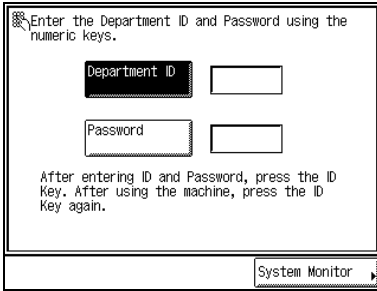 Enter the Department ID and Password using the
numeric keys.
Department ID
Password
After entering ID and Password, press the ID
Key. After using the machine, press the ID
Key again.
System Monitor